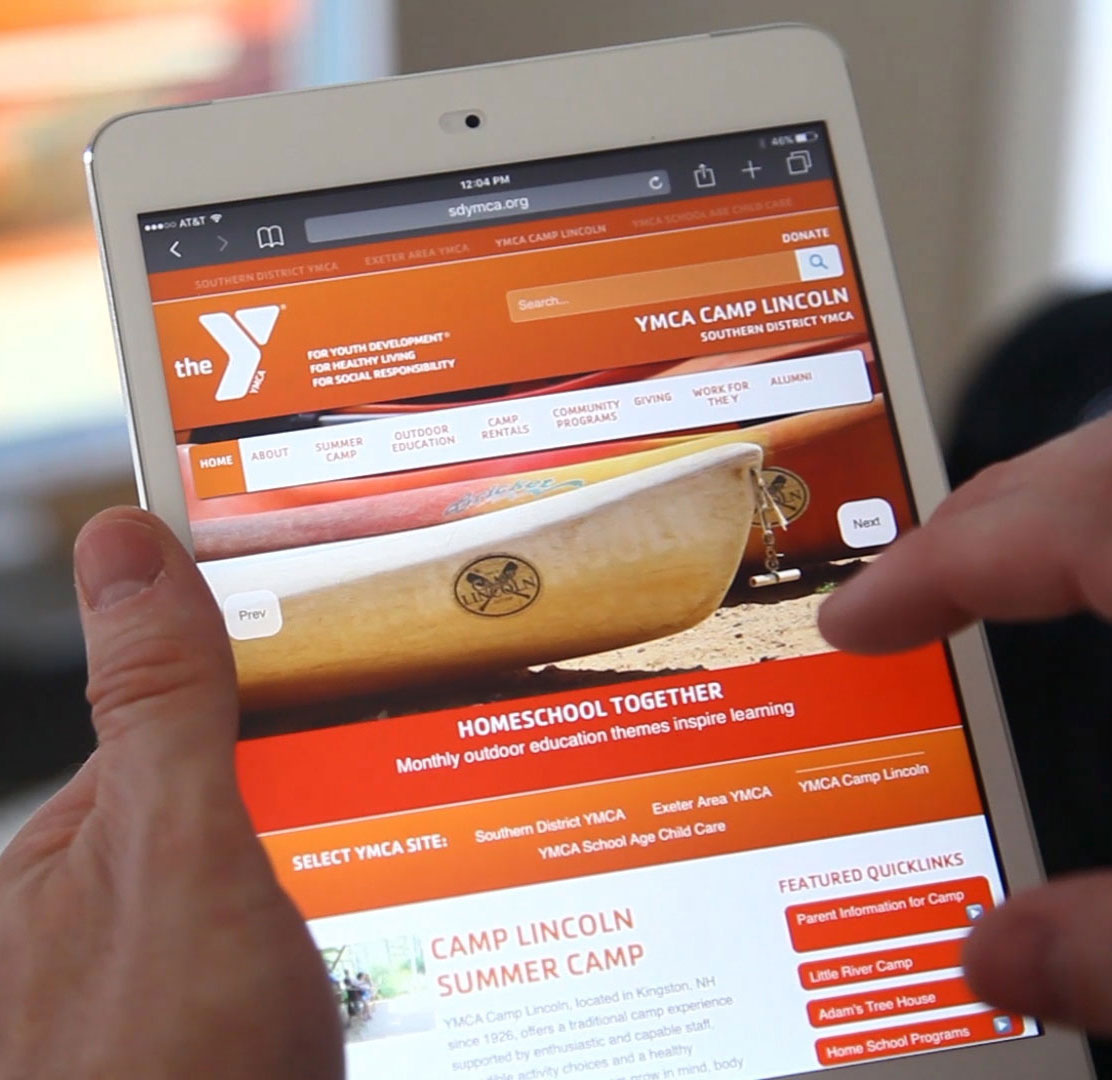 46%
●●●○○ AT&T
12:04 PM
sdymca.org
SOUTHERN DISTRICT YMCA EXETER AREA YMCA YMCA CAMP LINCOLN YMCA SCHOOL AGE CHILD CARE
DONATE
Search...
the YMCA
FOR YOUTH DEVELOPMENT®
FOR HEALTHY LIVING
FOR SOCIAL RESPONSIBILITY
YMCA CAMP LINCOLN
SOUTHERN DISTRICT YMCA
HOME
ABOUT
SUMMER
CAMP
OUTDOOR
EDUCATION
CAMP
RENTALS
COMMUNITY
PROGRAMS
GIVING
WORK FOR
THE Y
ALUMNI
LINCOLN
Prev
Next
HOMESCHOOL TOGETHER
Monthly outdoor education themes inspire learning
SELECT YMCA SITE:
Southern District YMCA Exeter Area YMCA YMCA Camp Lincoln
YMCA School Age Child Care
CAMP LINCOLN
SUMMER CAMP
YMCA Camp Lincoln, located in Kingston, NH
since 1926, offers a traditional camp experience
supported by enthusiastic and capable staff,
activity choices and a healthy
grow in mind, body
FEATURED QUICKLINKS
Parent Information for Camp
Little River Camp
Adam's Tree House
Home School Programs